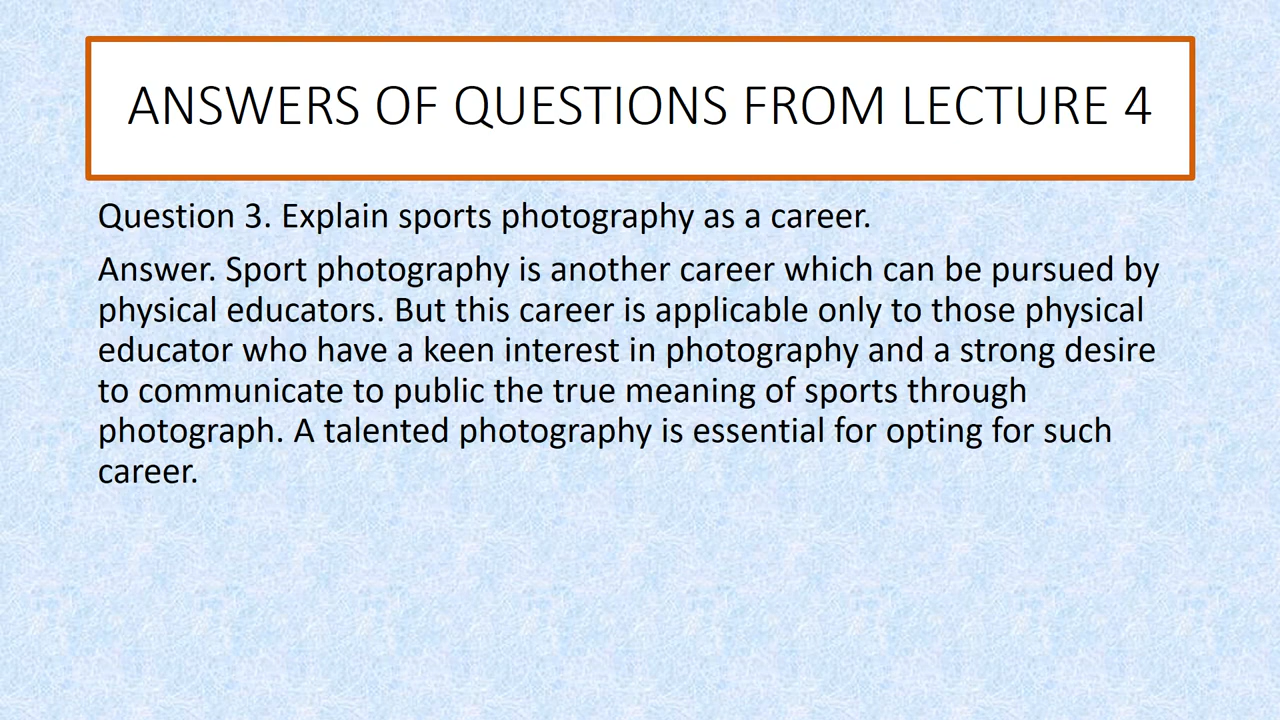 ANSWERS OF QUESTIONS FROM LECTURE 4
Question 3. Explain sports photography as a career.
Answer. Sport photography is another career which can be pursued by
physical educators. But this career is applicable only to those physical
educator who have a keen interest in photography and a strong desire
to communicate to public the true meaning of sports through
photograph. A talented photography is essential for opting for such
career.